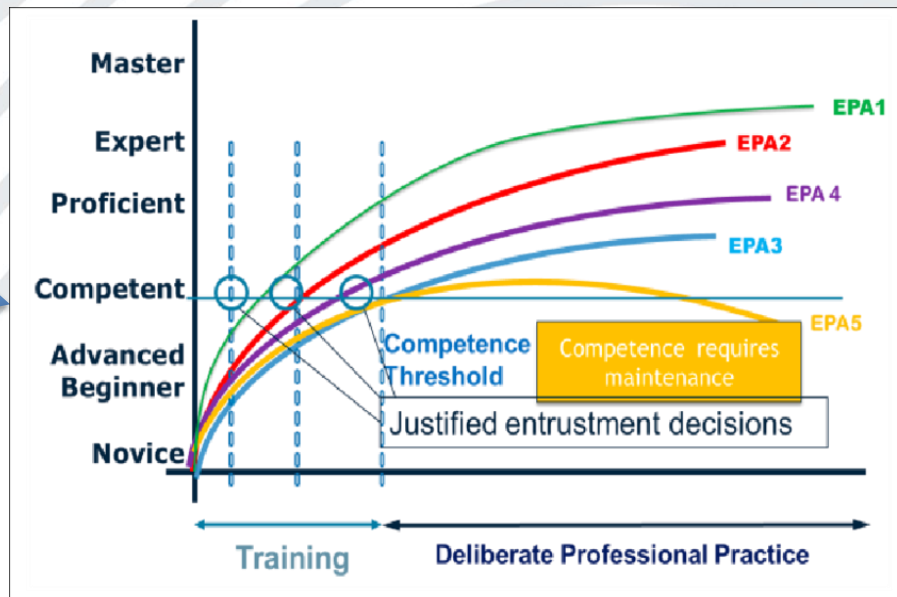 Master
Expert
Proficient
Competent
Advanced
Beginner
Novice
EPA1
EPA2
EPA 4
EPA3
EPA5
Competence
Threshold
Competence requires
maintenance
Justified entrustment decisions
Training
Deliberate Professional Practice